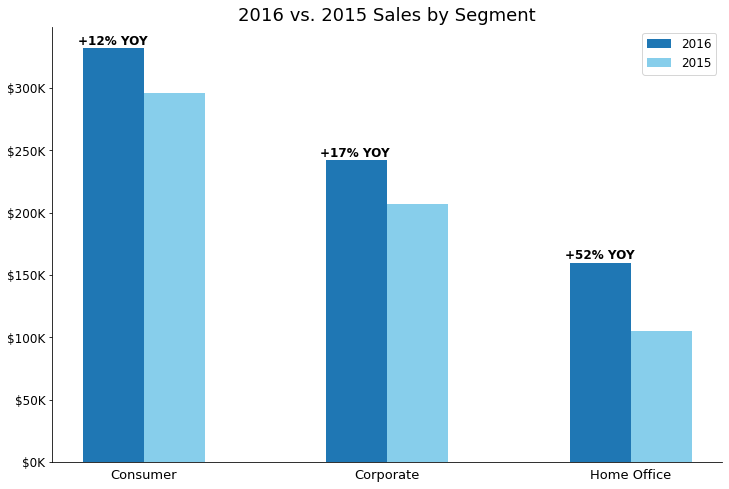 2016 vs. 2015 Sales by Segment
2016
2015
+12% YOY
+17% YOY
+52% YOY
$300K
$250K
$200K
$150K
$100K
$50K
$0K
Consumer
Corporate
Home Office